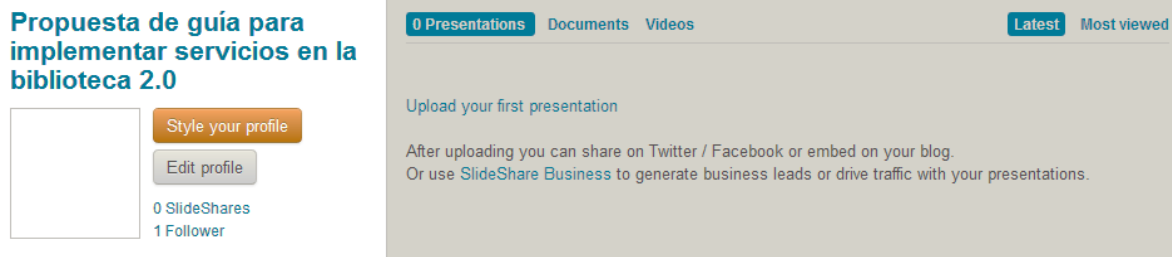 Propuesta de guía para
implementar servicios en la
biblioteca 2.0
Style your profile
Edit profile
0 SlideShares
1 Follower
0 Presentations Documents Videos Latest Most viewed
Upload your first presentation
After uploading you can share on Twitter / Facebook or embed on your blog.
Or use SlideShare Business to generate business leads or drive traffic with your presentations.